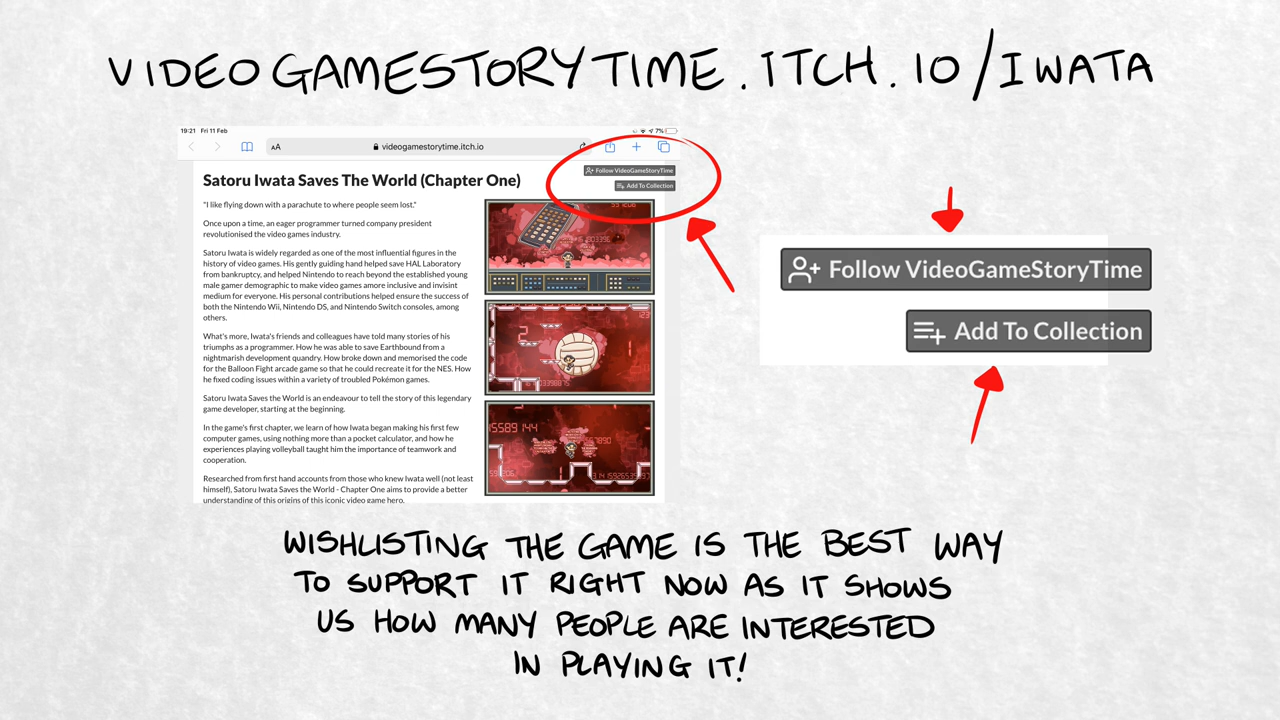 VIDEOGAMESTORYTIME.ITCH.IO/IWATA
19:21 Fri 11 Feb
7%
AA
videogamestorytime.itch.io
Follow VideoGameStoryTime
Add To Collection
Satoru Iwata Saves The World (Chapter One)
"I like flying down with a parachute to where people seem lost."
Once upon a time, an eager programmer turned company president
revolutionised the video games industry.
Satoru Iwata is widely regarded as one of the most influential figures in the
history of video games. His gently guiding hand helped save HAL Laboratory
from bankruptcy, and helped Nintendo to reach beyond the established young
male gamer demographic to make video games amore inclusive and invisint
medium for everyone. His personal contributions helped ensure the success of
both the Nintendo Wii, Nintendo DS, and Nintendo Switch consoles, among
others.
What's more, Iwata's friends and colleagues have told many stories of his
triumphs as a programmer. How he was able to save Earthbound from a
nightmarish development quandry. How broke down and memorised the code
for the Balloon Fight arcade game so that he could recreate it for the NES. How
he fixed coding issues within a variety of troubled Pokémon games.
Satoru Iwata Saves the World is an endeavour to tell the story of this legendary
game developer, starting at the beginning.
In the game's first chapter, we learn of how Iwata began making his first few
computer games, using nothing more than a pocket calculator, and how he
experiences playing volleyball taught him the importance of teamwork and
cooperation.
Researched from first hand accounts from those who knew Iwata well (not least
himself), Satoru Iwata Saves the World - Chapter One aims to provide a better
understanding of this origins of this iconic video game hero.
Follow VideoGameStoryTime
Add To Collection
WISHLISTING THE GAME IS THE BEST WAY
TO SUPPORT IT RIGHT NOW AS IT SHOWS
US HOW MANY PEOPLE ARE INTERESTED
IN PLAYING IT!